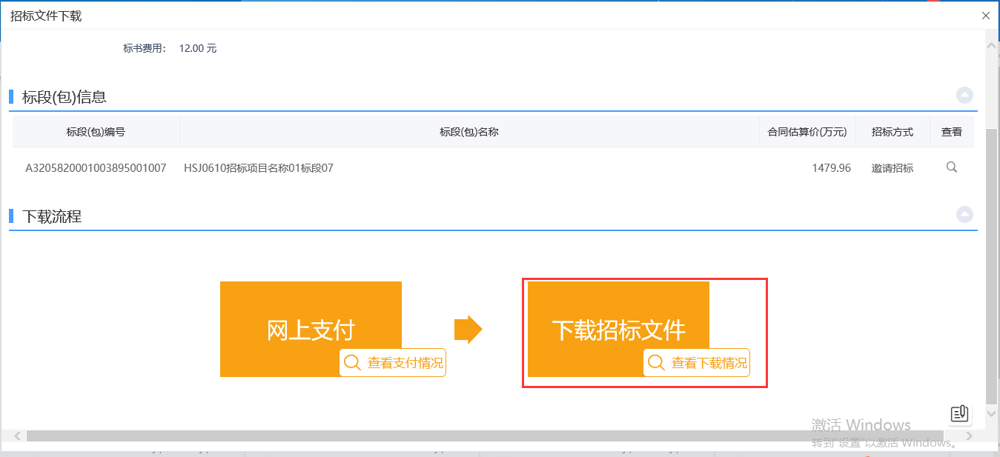 招标文件下载
标书费用： 12.00 元
标段(包)信息
标段(包)编号 标段(包)名称 合同估算价(万元) 招标方式 查看
A3205820001003895001007 HSJ0610招标项目名称01标段07 1479.96 邀请招标
下载流程
网上支付 下载招标文件
查看支付情况 查看下载情况
激活 Windows
转到"设置"以激活 Windows。